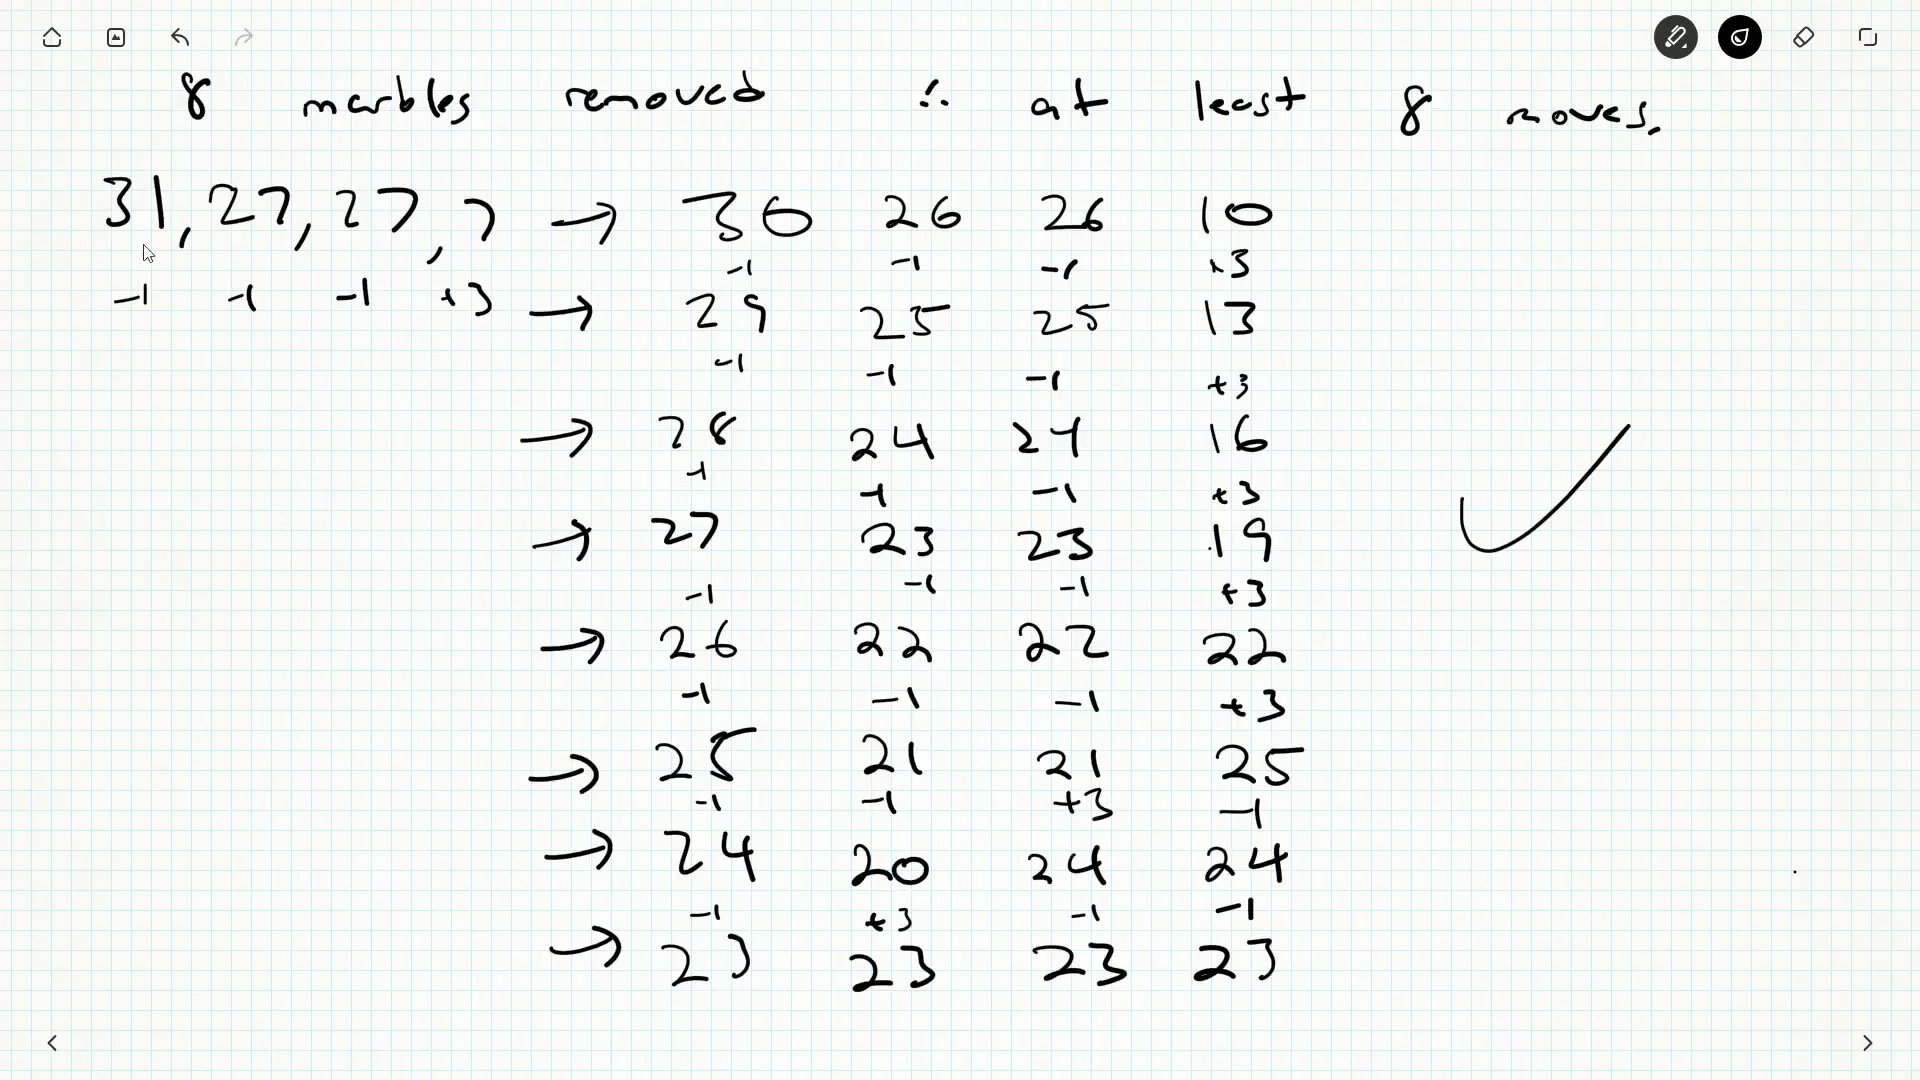 8 marbles removed ∴ at least 8 moves.
31, 27, 27, 7 → 30 26 26 10
-1 -1 -1 +3
-1 -1 -1 +3 → 29 25 25 13
-1 -1 -1 +3
→ 28 24 24 16
-1 -1 -1 +3
→ 27 23 23 19
-1 -1 -1 +3
→ 26 22 22 22
-1 -1 -1 +3
→ 25 21 21 25
-1 -1 +3 -1
→ 24 20 24 24
-1 +3 -1 -1
→ 23 23 23 23